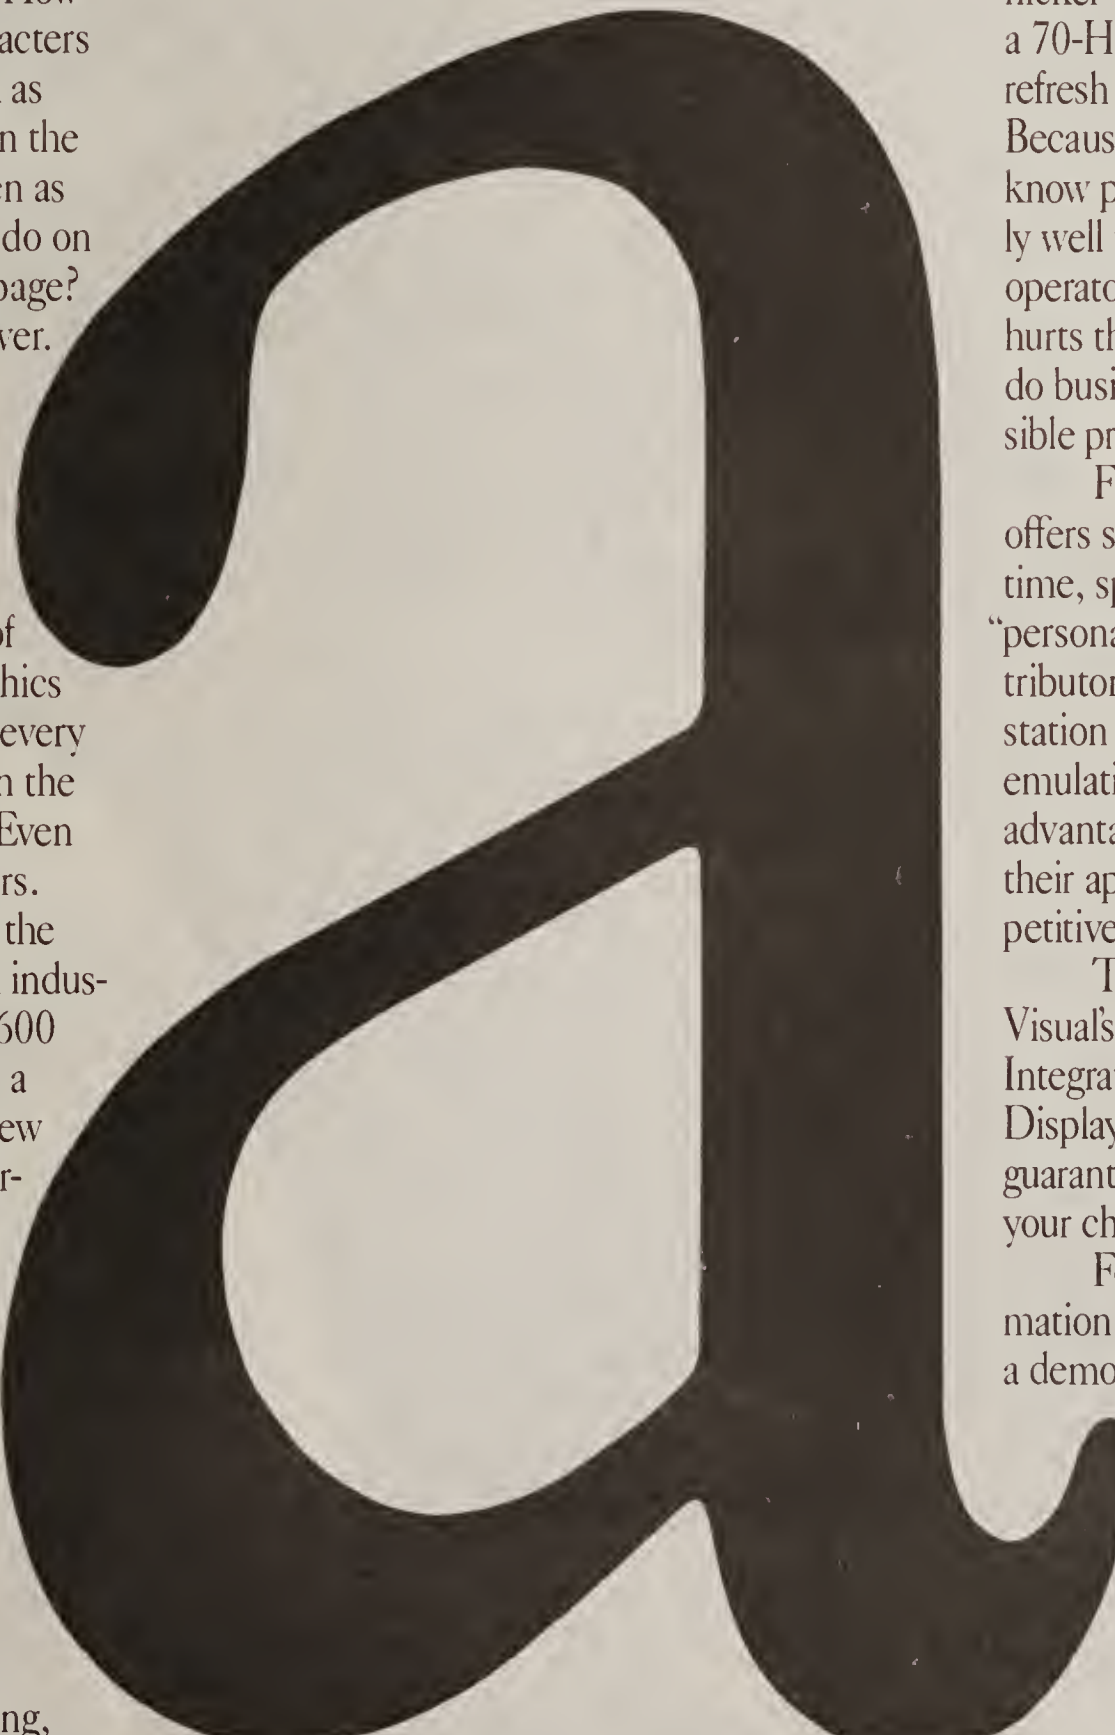 acters
as
n the
en as
do on
page?
ver.
of
hics
every
n the
Even
rs.
the
indus-
600
a
ew
r-
ng,
a
a 70-H
refresh
Becaus
know p
ly well
operato
hurts th
do busi
sible pr
F
offers s
time, sp
“persona
tributor
station
emulati
advanta
their ap
petitive
T
Visual's
Integra
Display
guarant
your ch
Fo
mation
a demo